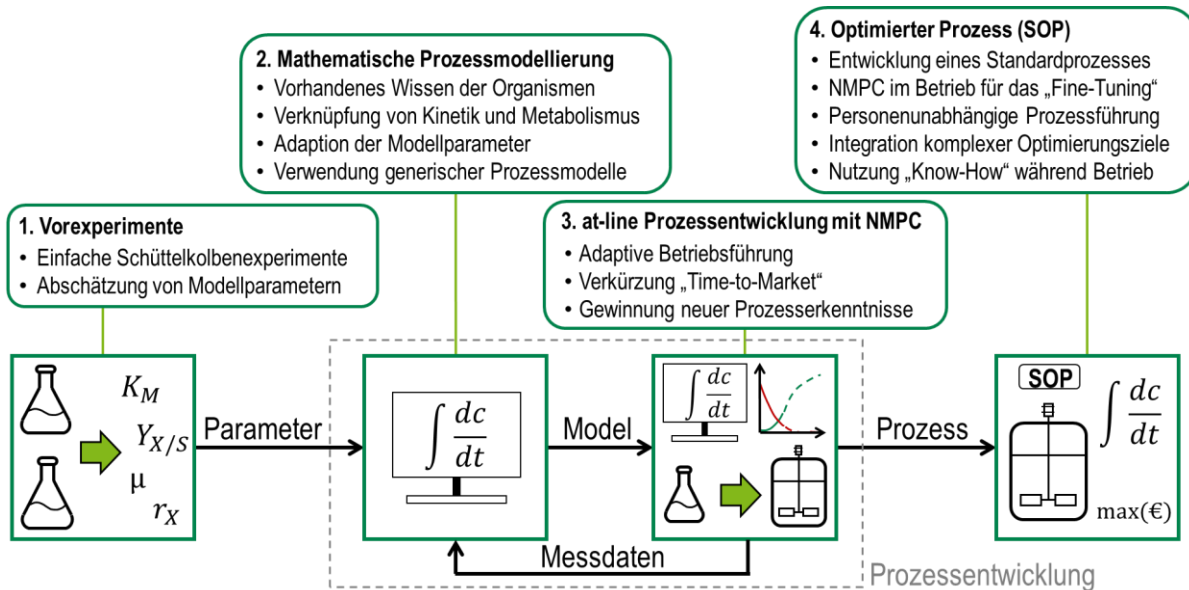 4. Optimierter Prozess (SOP)
• Entwicklung eines Standardprozesses
• NMPC im Betrieb für das „Fine-Tuning“
• Personenunabhängige Prozessführung
• Integration komplexer Optimierungsziele
• Nutzung „Know-How“ während Betrieb
2. Mathematische Prozessmodellierung
• Vorhandenes Wissen der Organismen
• Verknüpfung von Kinetik und Metabolismus
• Adaption der Modellparameter
• Verwendung generischer Prozessmodelle
1. Vorexperimente
• Einfache Schüttelkolbenexperimente
• Abschätzung von Modellparametern
3. at-line Prozessentwicklung mit NMPC
• Adaptive Betriebsführung
• Verkürzung „Time-to-Market“
• Gewinnung neuer Prozesserkenntnisse
K_M
Y_{X/S}
μ
r_X
Parameter
∫ dc/dt
Model
∫ dc/dt
Prozess
SOP
∫ dc/dt
max(€)
Messdaten
Prozessentwicklung